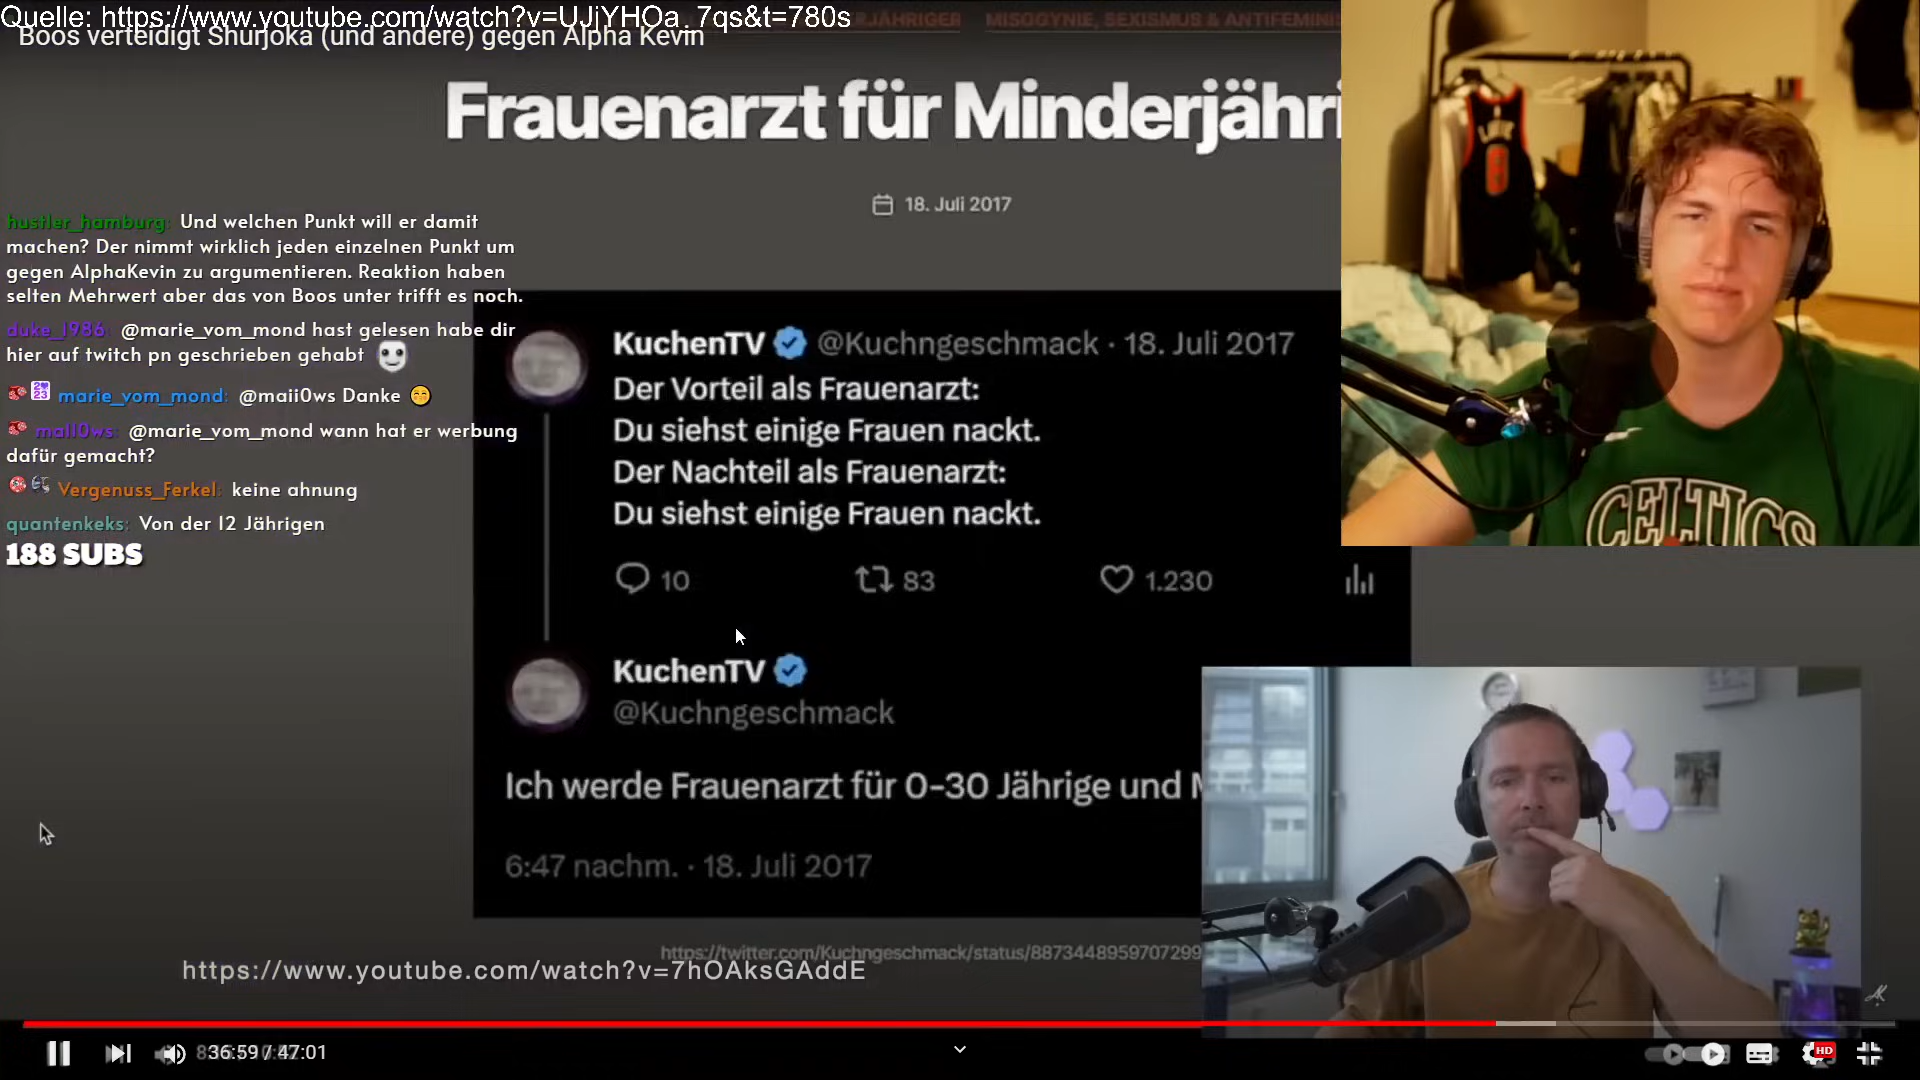 Quelle: https://www.youtube.com/watch?v=UJjYHOa_7qs&t=780s
RJÄHRIGER MISOGYNIE, SEXISMUS & ANTIFEMINIS
Boos verteidigt Shurjoka (und andere) gegen Alpha Kevin
Frauenarzt für Minderjähri
18. Juli 2017
hustler_hamburg: Und welchen Punkt will er damit
machen? Der nimmt wirklich jeden einzelnen Punkt um
gegen AlphaKevin zu argumentieren. Reaktion haben
selten Mehrwert aber das von Boos unter trifft es noch.
duke_1986: @marie_vom_mond hast gelesen habe dir
hier auf twitch pn geschrieben gehabt
marie_vom_mond: @maii0ws Danke
@marie_vom_mond wann hat er werbung
dafür gemacht?
Vergenuss_Ferkel: keine ahnung
quantenkeks: Von der 12 Jährigen
188 SUBS
KuchenTV @Kuchngeschmack · 18. Juli 2017
Der Vorteil als Frauenarzt:
Du siehst einige Frauen nackt.
Der Nachteil als Frauenarzt:
Du siehst einige Frauen nackt.
10 83 1.230
KuchenTV
@Kuchngeschmack
Ich werde Frauenarzt für 0-30 Jährige und
6:47 nachm. · 18. Juli 2017
https://twitter.com/Kuchngeschmack/status/8873448959707299
https://www.youtube.com/watch?v=7hOAksGAddE
CELTICS
36:59 / 47:01
HD